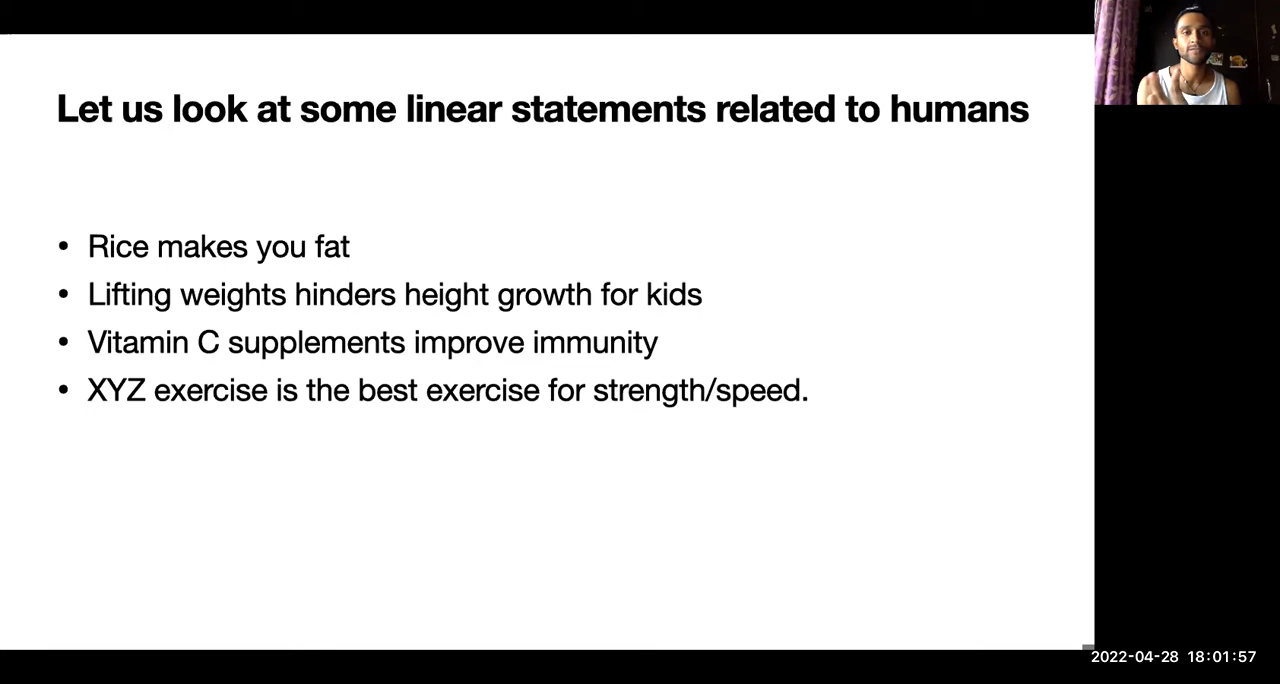 Let us look at some linear statements related to humans
• Rice makes you fat
• Lifting weights hinders height growth for kids
• Vitamin C supplements improve immunity
• XYZ exercise is the best exercise for strength/speed.
2022-04-28 18:01:57